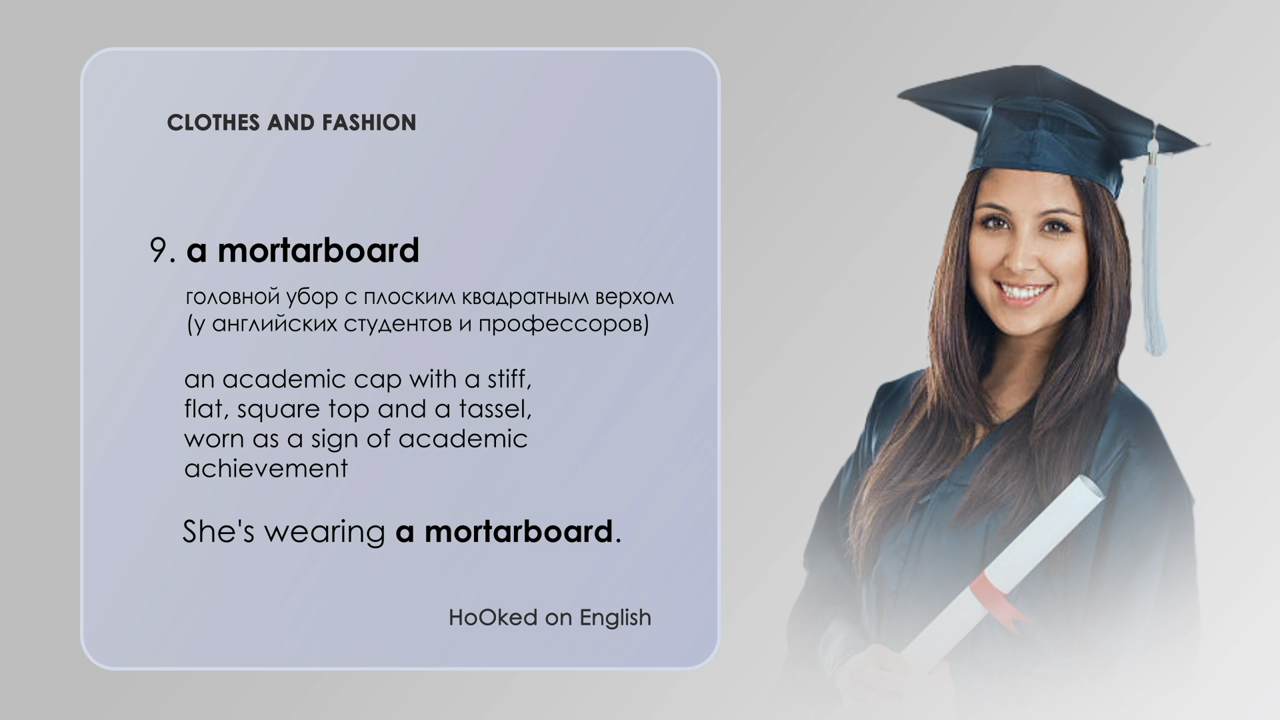 CLOTHES AND FASHION
9. a mortarboard
головной убор с плоским квадратным верхом
(у английских студентов и профессоров)
an academic cap with a stiff,
flat, square top and a tassel,
worn as a sign of academic
achievement
She's wearing a mortarboard.
HoOked on English